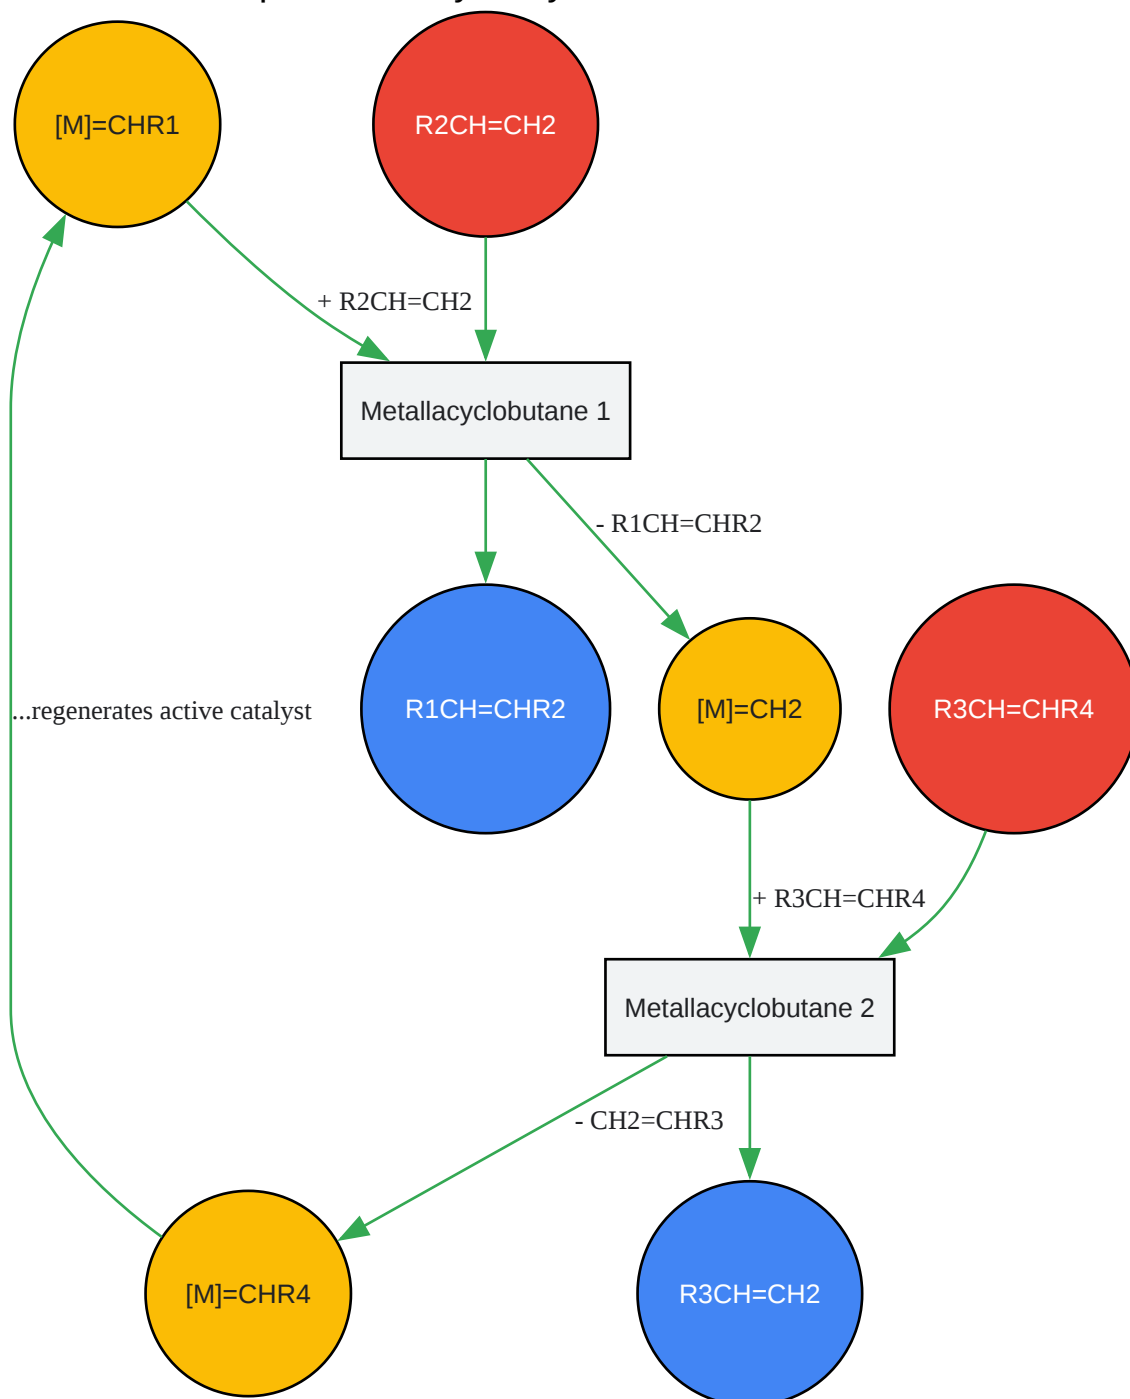 [M]=CHR1
R2CH=CH2
+ R2CH=CH2
Metallacyclobutane 1
- R1CH=CHR2
R1CH=CHR2
[M]=CH2
R3CH=CHR4
...regenerates active catalyst
+ R3CH=CHR4
Metallacyclobutane 2
- CH2=CHR3
[M]=CHR4
R3CH=CH2